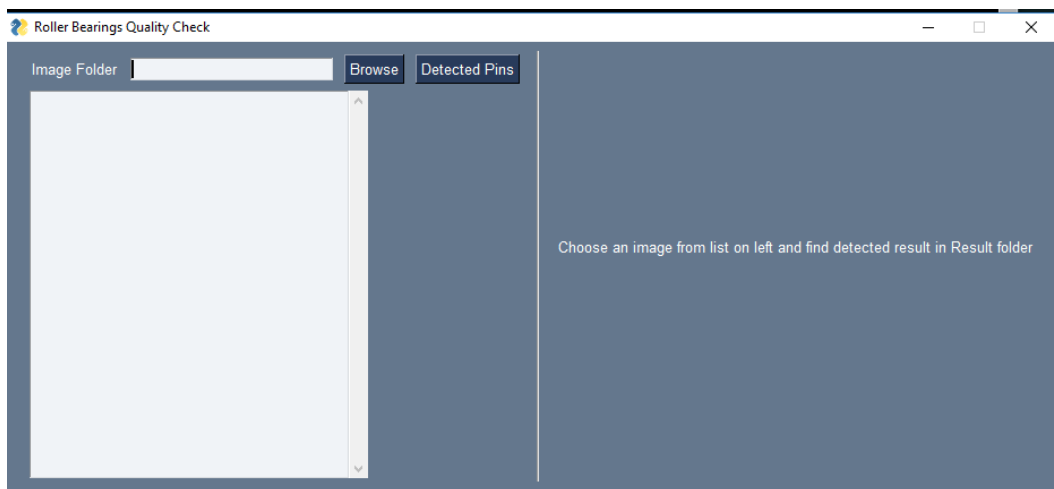 Roller Bearings Quality Check
Image Folder Browse Detected Pins
Choose an image from list on left and find detected result in Result folder